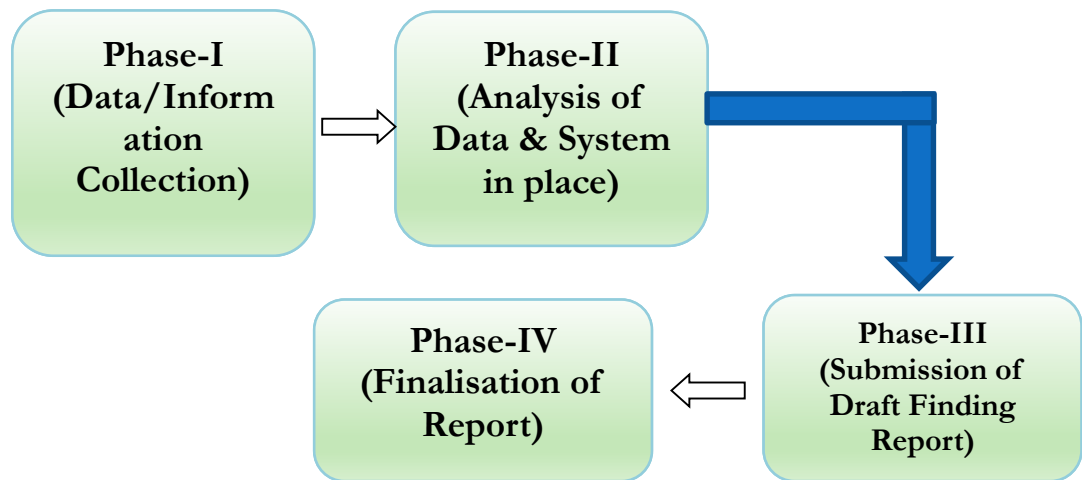 Phase-I
(Data/Inform
ation
Collection)
Phase-II
(Analysis of
Data & System
in place)
Phase-III
(Submission of
Draft Finding
Report)
Phase-IV
(Finalisation of
Report)